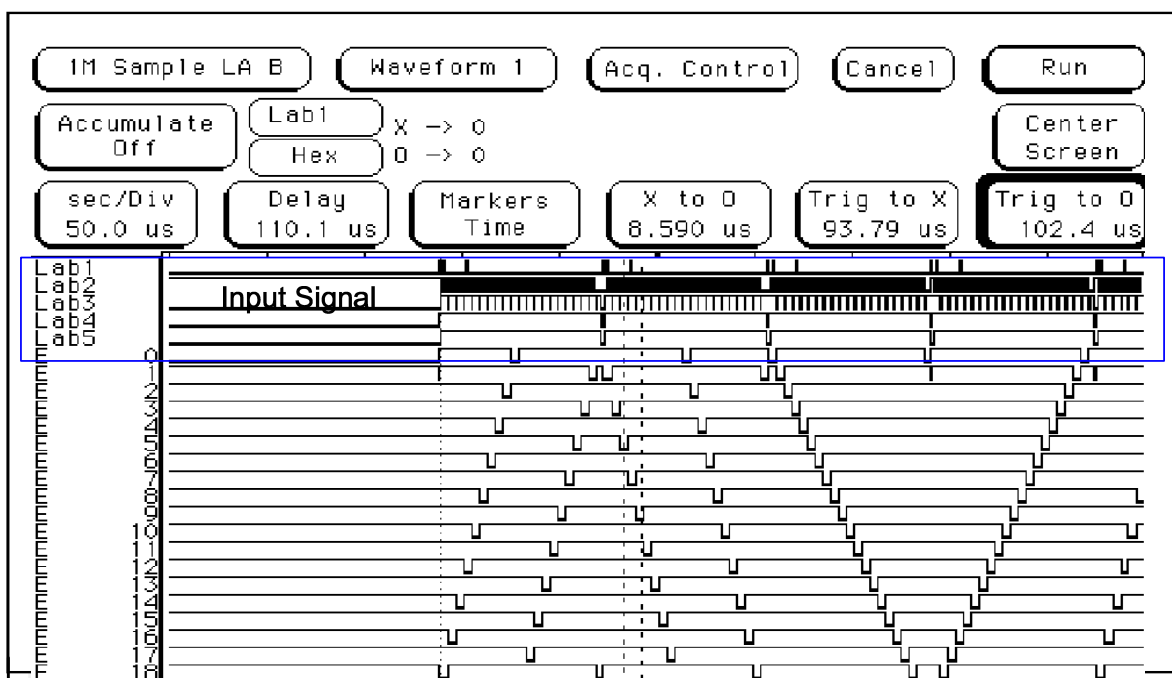 1M Sample LA B Waveform 1 Acq. Control Cancel Run
Accumulate Off Lab1 Hex X -> 0 O -> 0 Center Screen
sec/Div Delay Markers X to O Trig to X Trig to O
50.0 us 110.1 us Time 8.590 us 93.79 us 102.4 us
Lab1
Lab2
Input Signal
Lab3
Lab4
Lab5
E 0
E 1
E 2
E 3
E 4
E 5
E 6
E 7
E 8
E 9
E 10
E 11
E 12
E 13
E 14
E 15
E 16
E 17
E 18